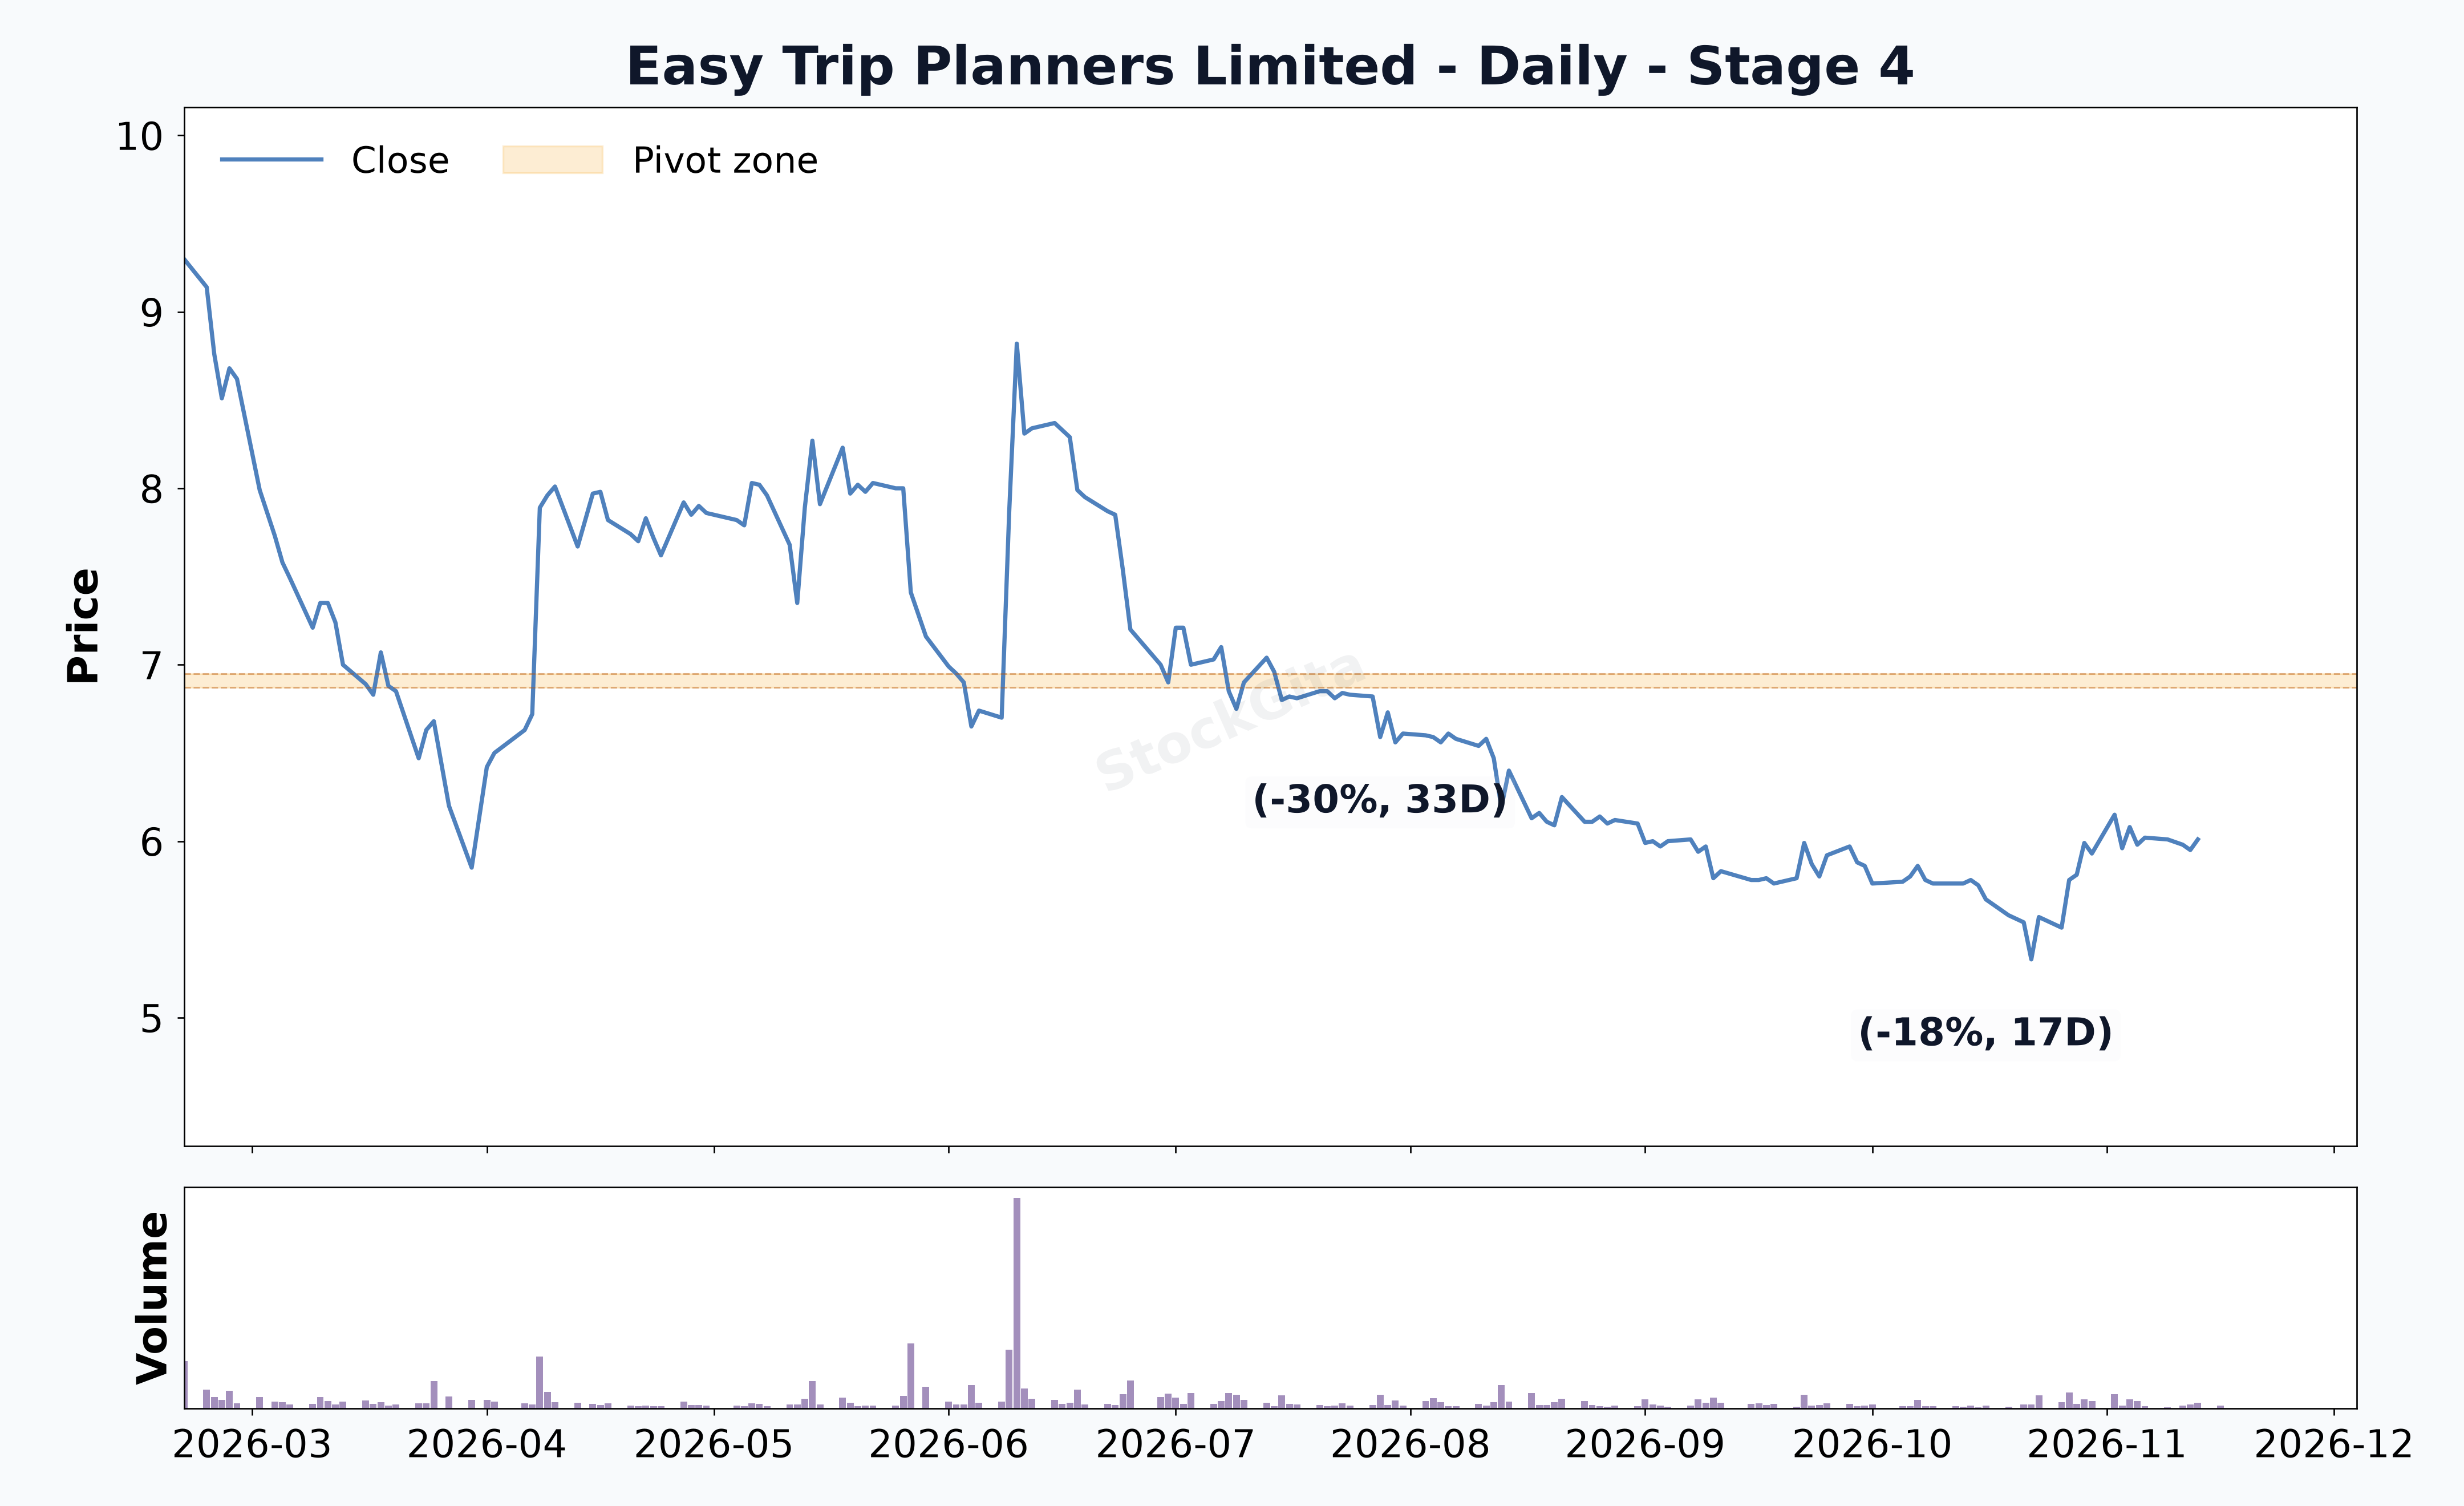 Easy Trip Planners Limited - Daily - Stage 4
Close
Pivot zone
Price
10
9
8
7
6
5
StockGita
(-30%, 33D)
(-18%, 17D)
Volume
2026-03
2026-04
2026-05
2026-06
2026-07
2026-08
2026-09
2026-10
2026-11
2026-12